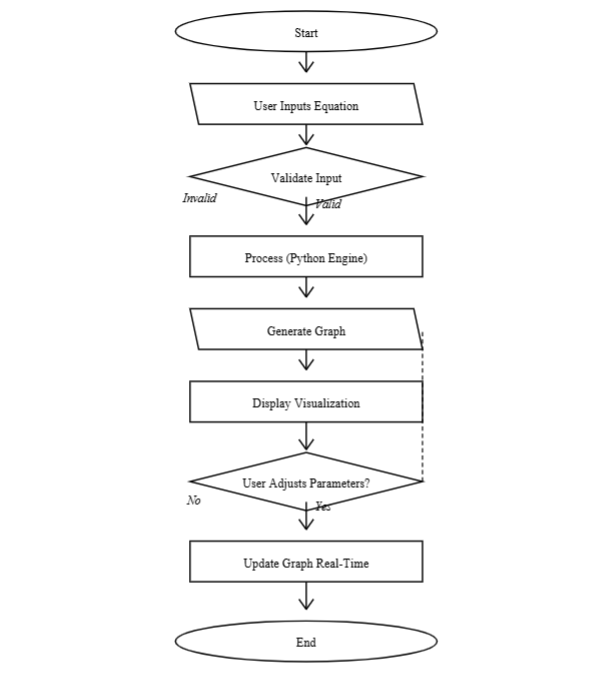 Start
User Inputs Equation
Validate Input
Invalid
Valid
Process (Python Engine)
Generate Graph
Display Visualization
User Adjusts Parameters?
No
Yes
Update Graph Real-Time
End